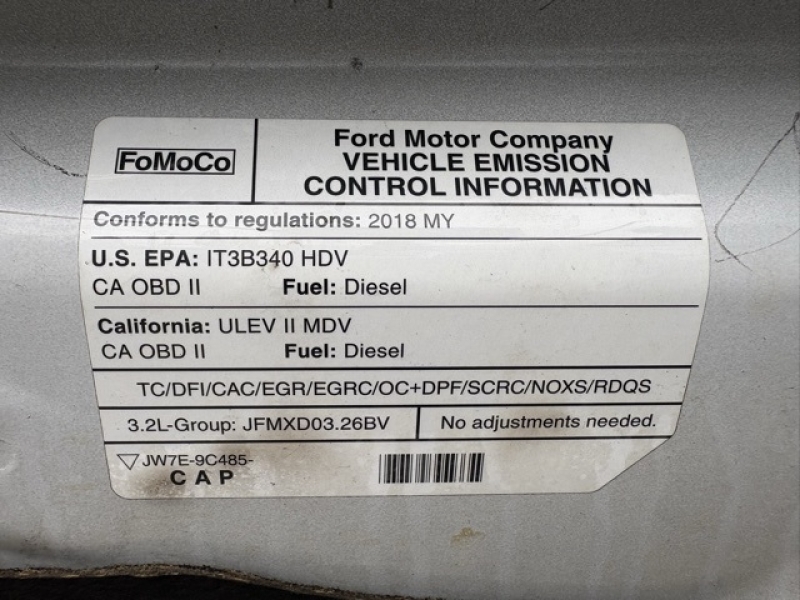 FoMoCo
Ford Motor Company
VEHICLE EMISSION
CONTROL INFORMATION
Conforms to regulations: 2018 MY
U.S. EPA: IT3B340 HDV
CA OBD II Fuel: Diesel
California: ULEV II MDV
CA OBD II Fuel: Diesel
TC/DFI/CAC/EGR/EGRC/OC+DPF/SCRC/NOXS/RDQS
3.2L-Group: JFMXD03.26BV No adjustments needed.
JW7E-9C485-
CAP